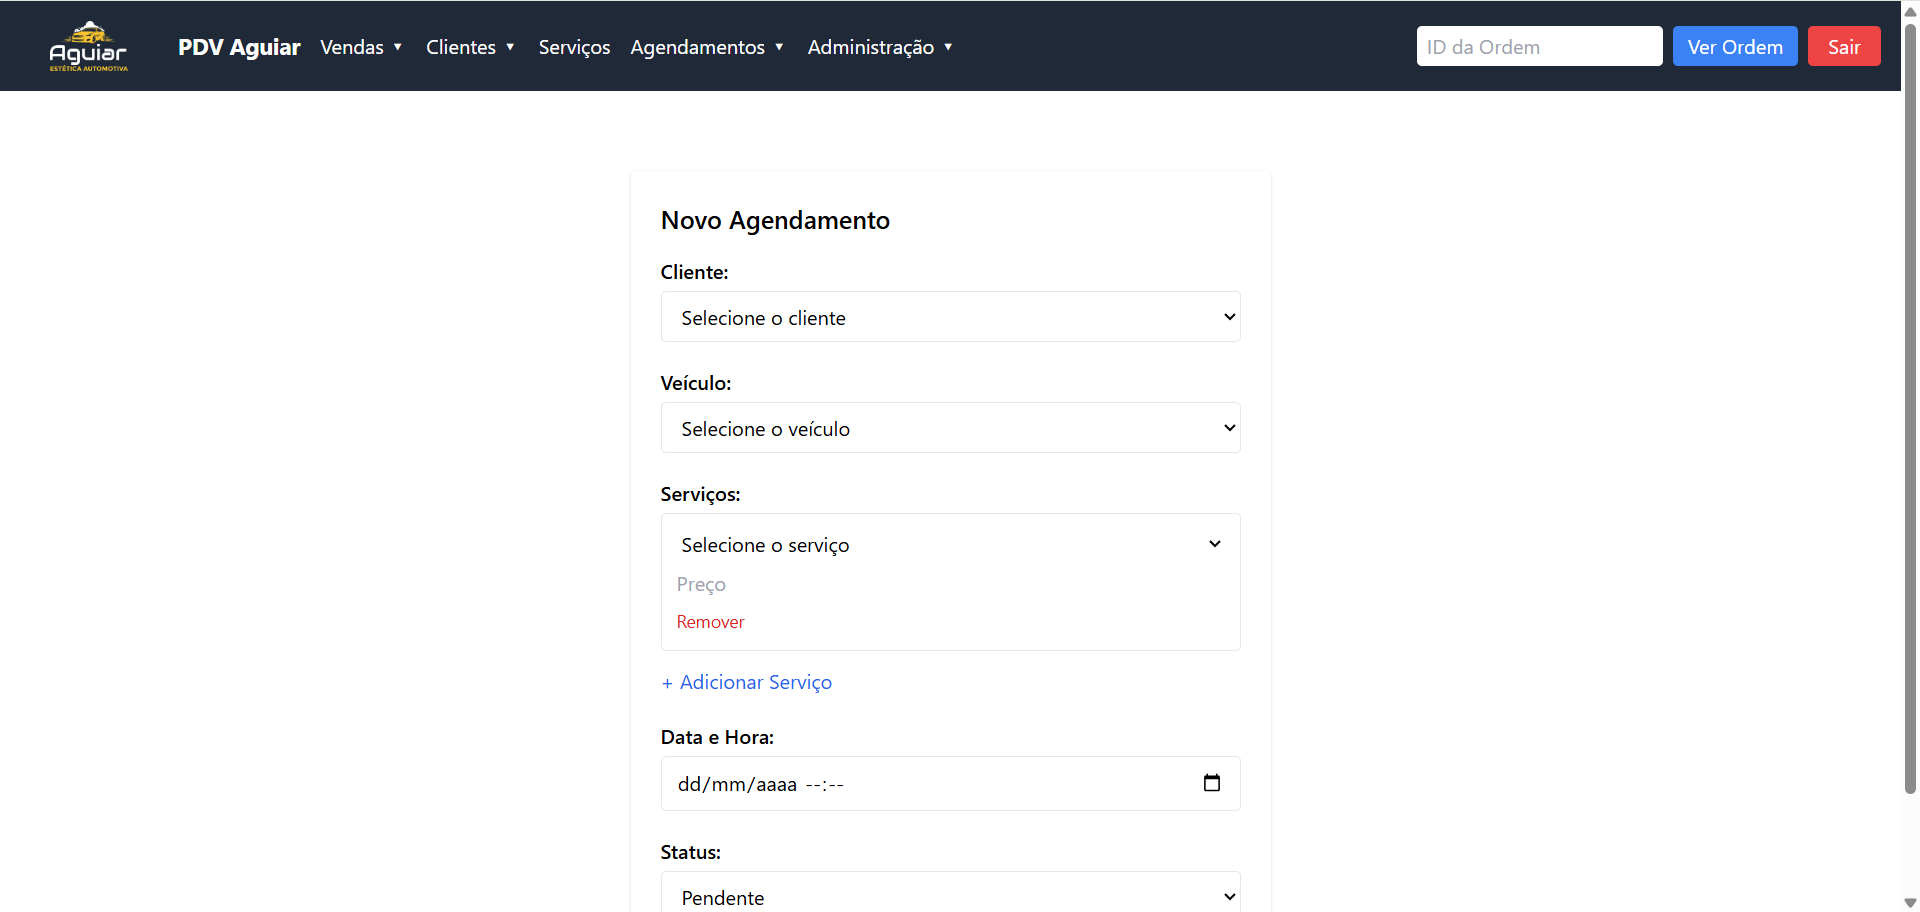 Aguiar
ESTÉTICA AUTOMOTIVA
PDV Aguiar Vendas ▼ Clientes ▼ Serviços Agendamentos ▼ Administração ▼ ID da Ordem Ver Ordem Sair
Novo Agendamento
Cliente:
Selecione o cliente
Veículo:
Selecione o veículo
Serviços:
Selecione o serviço
Preço
Remover
+ Adicionar Serviço
Data e Hora:
dd/mm/aaaa --:--
Status:
Pendente